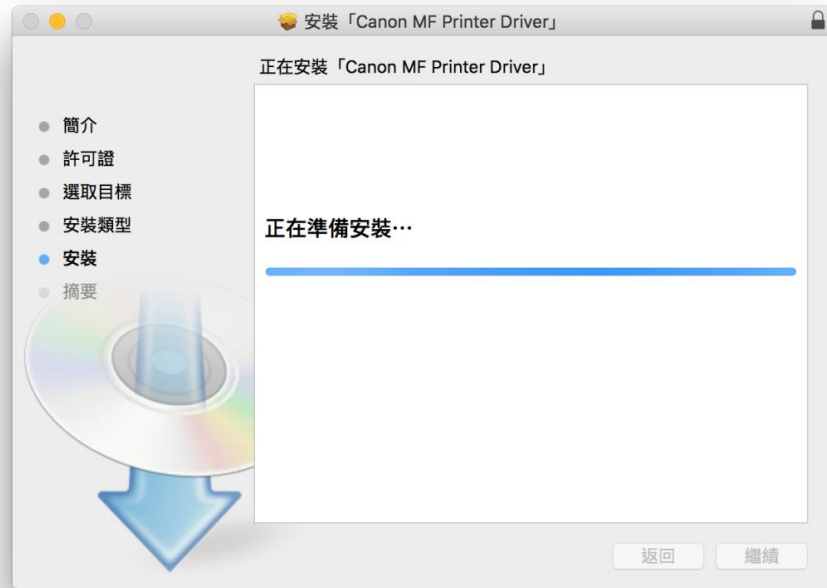 安裝「Canon MF Printer Driver」
正在安裝「Canon MF Printer Driver」
簡介
許可證
選取目標
安裝類型
安裝
摘要
正在準備安裝⋯
返回
繼續